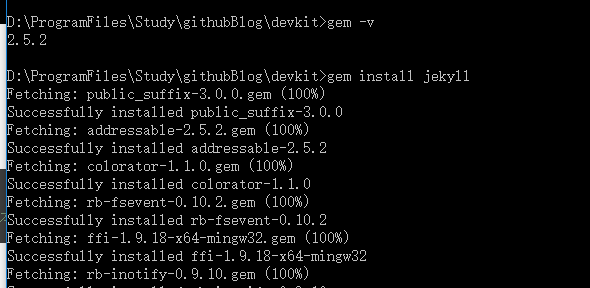 D:\ProgramFiles\Study\githubBlog\devkit>gem -v
2.5.2
D:\ProgramFiles\Study\githubBlog\devkit>gem install jekyll
Fetching: public_suffix-3.0.0.gem (100%)
Successfully installed public_suffix-3.0.0
Fetching: addressable-2.5.2.gem (100%)
Successfully installed addressable-2.5.2
Fetching: colorator-1.1.0.gem (100%)
Successfully installed colorator-1.1.0
Fetching: rb-fsevent-0.10.2.gem (100%)
Successfully installed rb-fsevent-0.10.2
Fetching: ffi-1.9.18-x64-mingw32.gem (100%)
Successfully installed ffi-1.9.18-x64-mingw32
Fetching: rb-inotify-0.9.10.gem (100%)